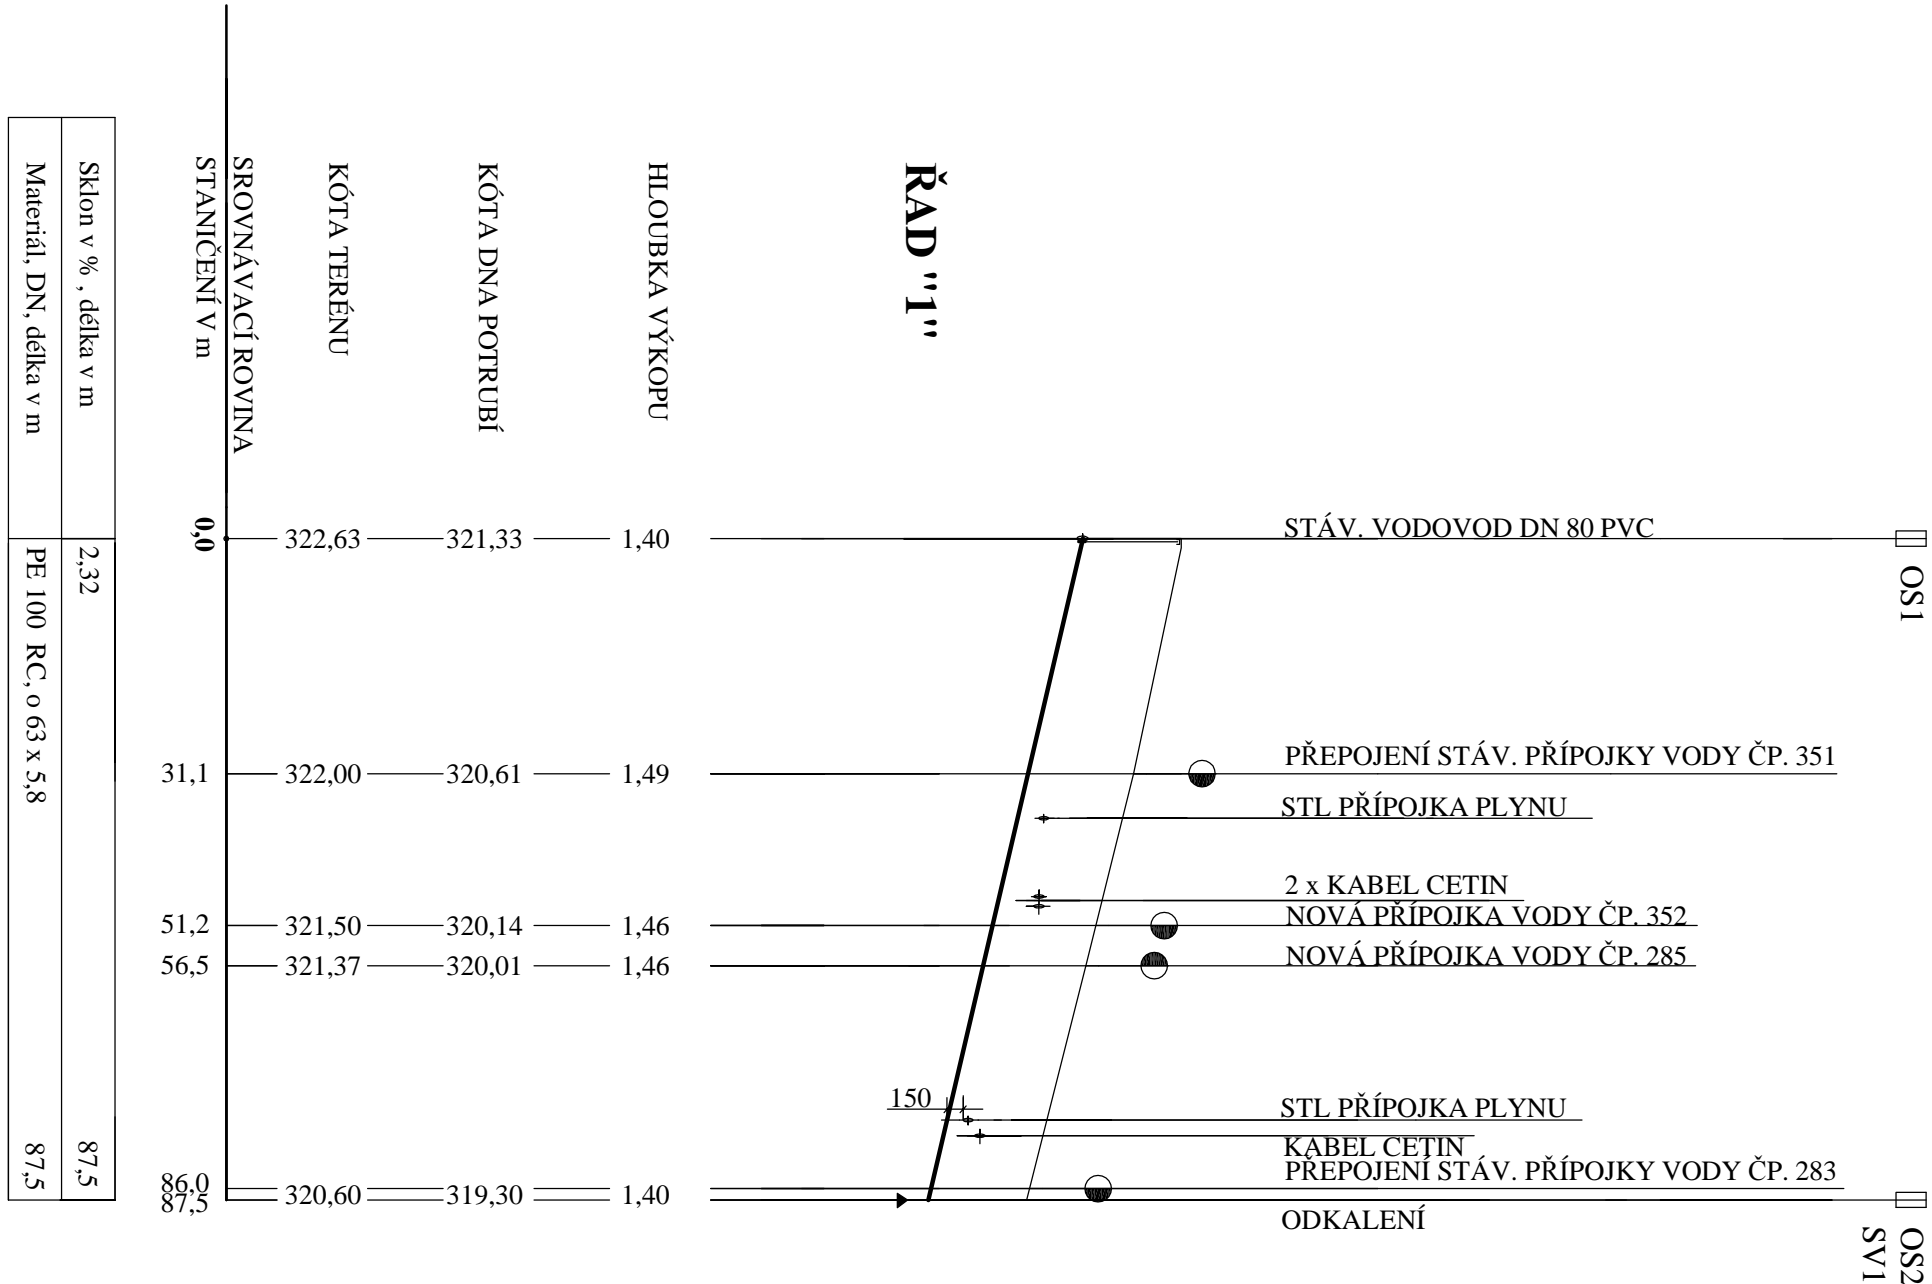 ŘAD "1"
HLOUBKA VÝKOPU
KÓTA DNA POTRUBÍ
KÓTA TERÉNU
SROVNÁVACÍ ROVINA
STANIČENÍ V m
Sklon v % , délka v m
2,32
87,5
Materiál, DN, délka v m
PE 100 RC, o 63 x 5,8
87,5
0,0 322,63 321,33 1,40 STÁV. VODOVOD DN 80 PVC
OS1
31,1 322,00 320,61 1,49 PŘEPOJENÍ STÁV. PŘÍPOJKY VODY ČP. 351
STL PŘÍPOJKA PLYNU
2 x KABEL CETIN
51,2 321,50 320,14 1,46 NOVÁ PŘÍPOJKA VODY ČP. 352
56,5 321,37 320,01 1,46 NOVÁ PŘÍPOJKA VODY ČP. 285
150
STL PŘÍPOJKA PLYNU
KABEL CETIN
86,0 PŘEPOJENÍ STÁV. PŘÍPOJKY VODY ČP. 283
87,5 320,60 319,30 1,40 ODKALENÍ
OS2
SV1